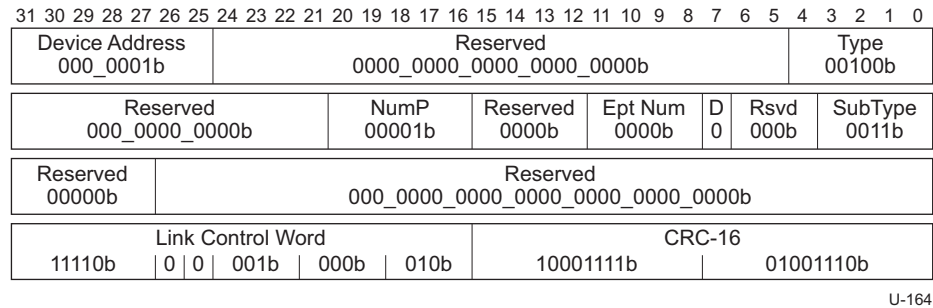 31 30 29 28 27 26 25 24 23 22 21 20 19 18 17 16 15 14 13 12 11 10 9 8 7 6 5 4 3 2 1 0
Device Address Reserved Type
000_0001b 0000_0000_0000_0000_0000b 00100b
Reserved NumP Reserved Ept Num D Rsvd SubType
000_0000_0000b 00001b 0000b 0000b 0 000b 0011b
Reserved Reserved
00000b 000_0000_0000_0000_0000_0000_0000b
Link Control Word CRC-16
11110b 0 0 001b 000b 010b 10001111b 01001110b
U-164